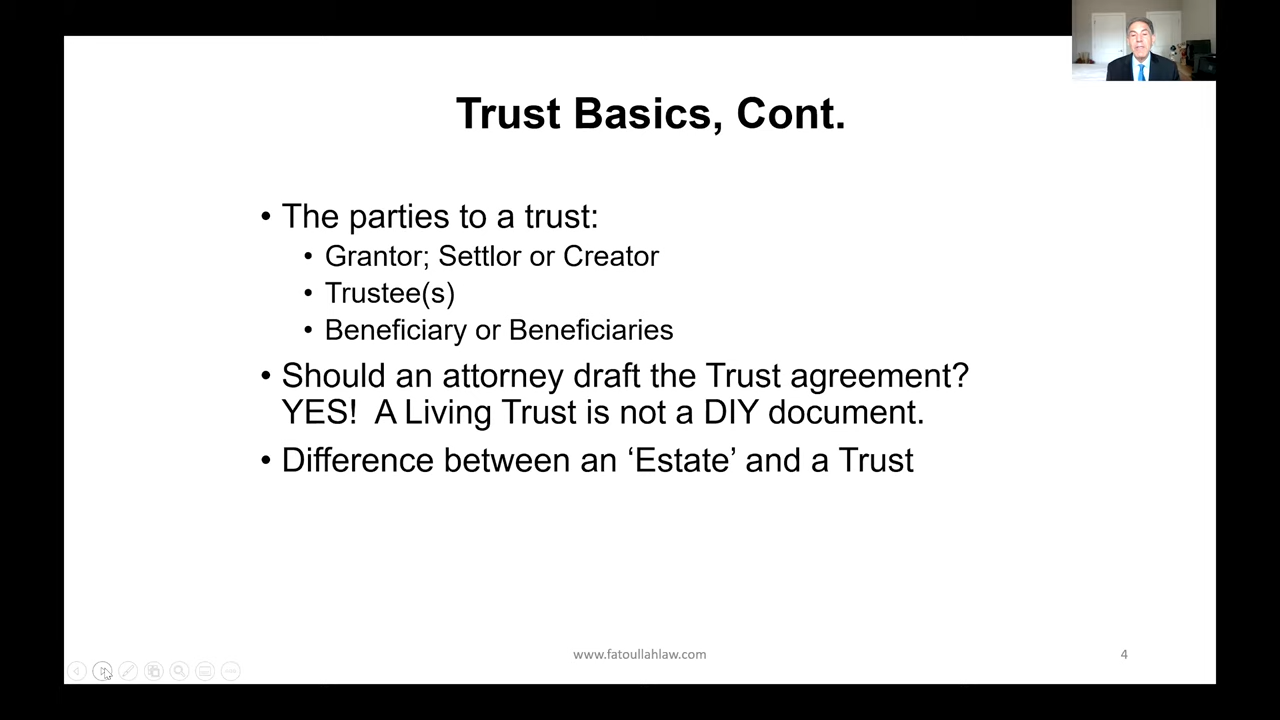 Trust Basics, Cont.
• The parties to a trust:
• Grantor; Settlor or Creator
• Trustee(s)
• Beneficiary or Beneficiaries
• Should an attorney draft the Trust agreement?
YES!  A Living Trust is not a DIY document.
• Difference between an ‘Estate’ and a Trust
www.fatoullahlaw.com
4